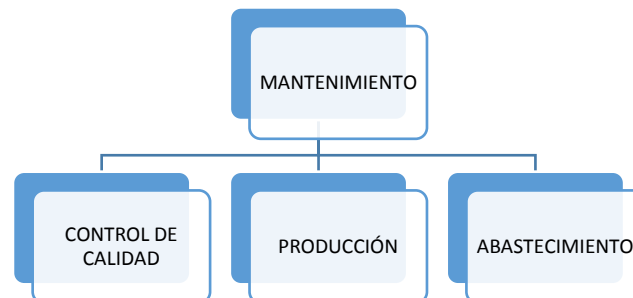 MANTENIMIENTO
CONTROL DE
CALIDAD
PRODUCCIÓN
ABASTECIMIENTO